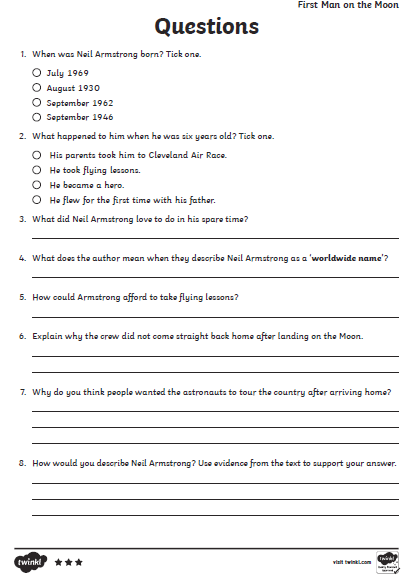 First Man on the Moon
Questions
1. When was Neil Armstrong born? Tick one.
July 1969
August 1930
September 1962
September 1946
2. What happened to him when he was six years old? Tick one.
His parents took him to Cleveland Air Race.
He took flying lessons.
He became a hero.
He flew for the first time with his father.
3. What did Neil Armstrong love to do in his spare time?
4. What does the author mean when they describe Neil Armstrong as a 'worldwide name'?
5. How could Armstrong afford to take flying lessons?
6. Explain why the crew did not come straight back home after landing on the Moon.
7. Why do you think people wanted the astronauts to tour the country after arriving home?
8. How would you describe Neil Armstrong? Use evidence from the text to support your answer.
twinkl
visit twinkl.com
twinkl